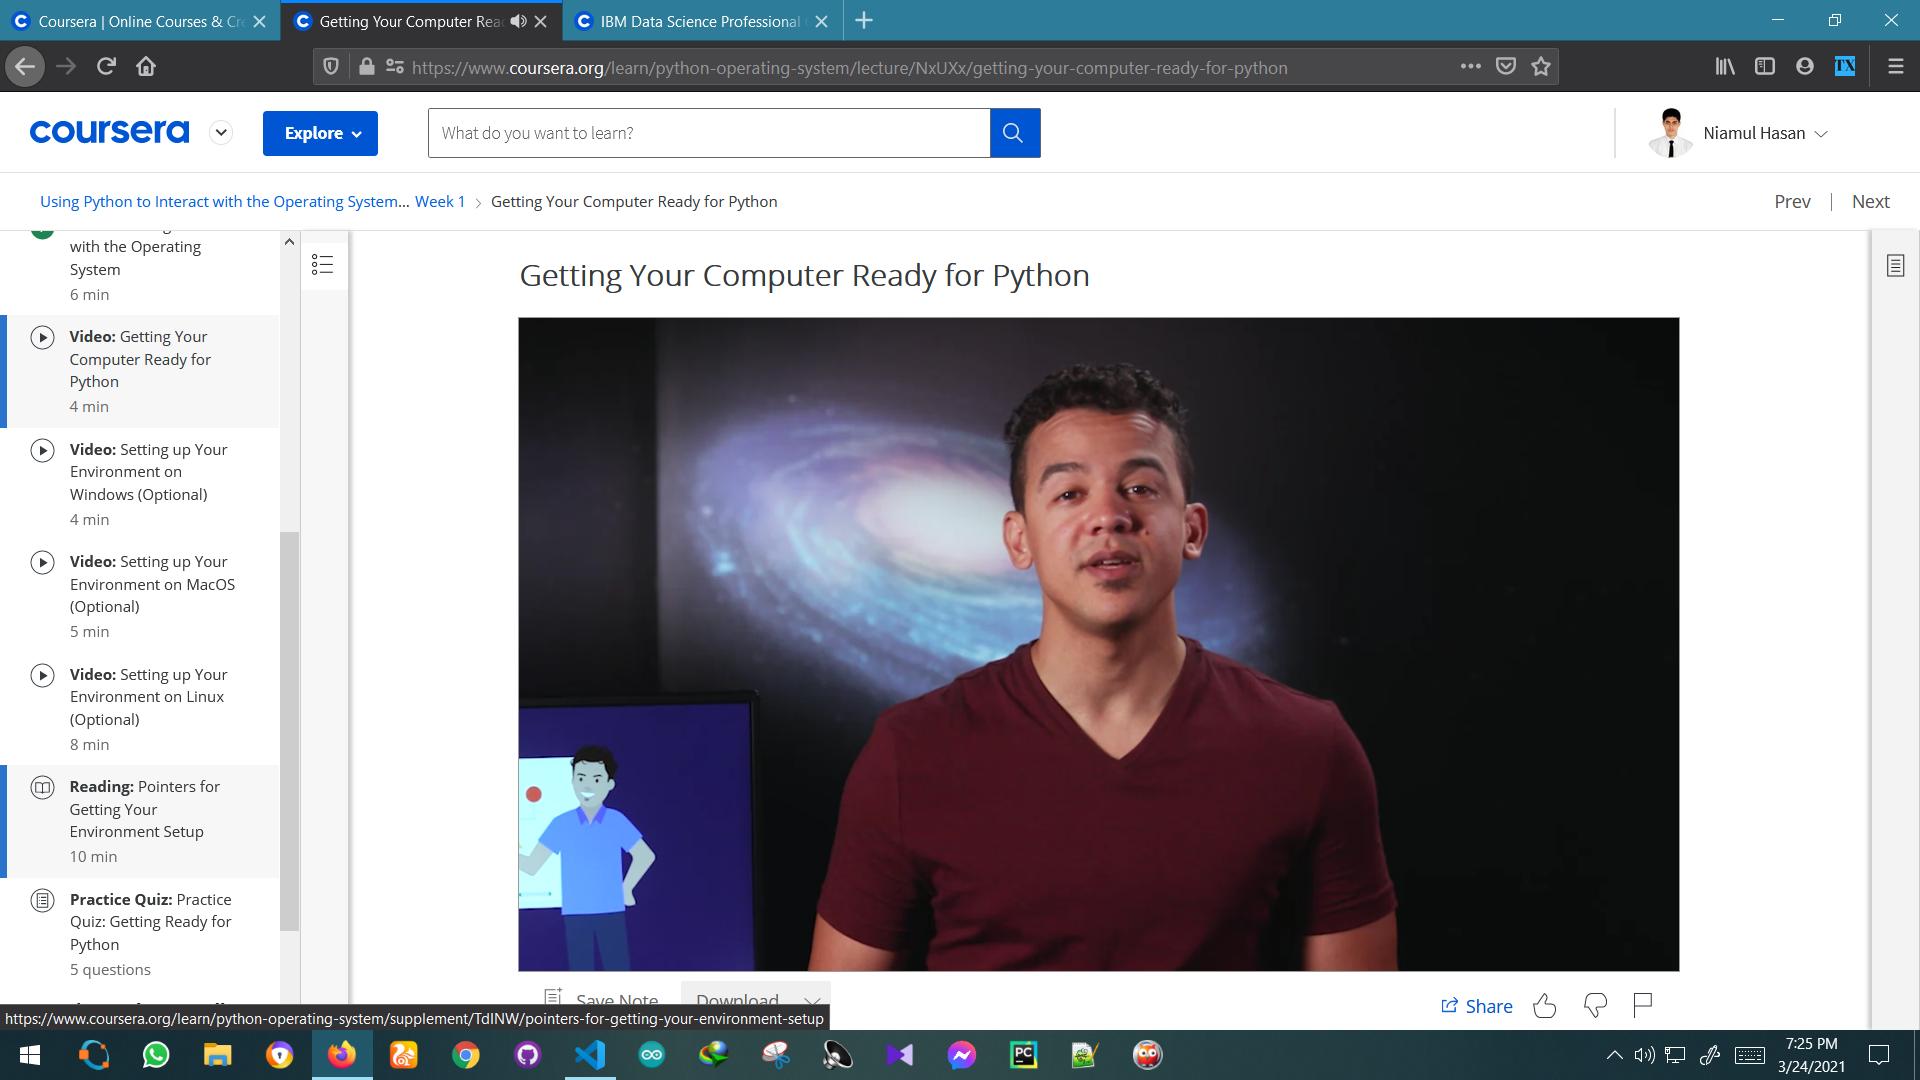 Coursera | Online Courses & Cre
Getting Your Computer Rea
IBM Data Science Professional
https://www.coursera.org/learn/python-operating-system/lecture/NxUXx/getting-your-computer-ready-for-python
TX
coursera
Explore
What do you want to learn?
Niamul Hasan
Using Python to Interact with the Operating System... Week 1 > Getting Your Computer Ready for Python
Prev | Next
with the Operating
System
6 min
Video: Getting Your
Computer Ready for
Python
4 min
Video: Setting up Your
Environment on
Windows (Optional)
4 min
Video: Setting up Your
Environment on MacOS
(Optional)
5 min
Video: Setting up Your
Environment on Linux
(Optional)
8 min
Reading: Pointers for
Getting Your
Environment Setup
10 min
Practice Quiz: Practice
Quiz: Getting Ready for
Python
5 questions
Getting Your Computer Ready for Python
Save Note
Download
Share
https://www.coursera.org/learn/python-operating-system/supplement/TdINW/pointers-for-getting-your-environment-setup
PC
7:25 PM
3/24/2021